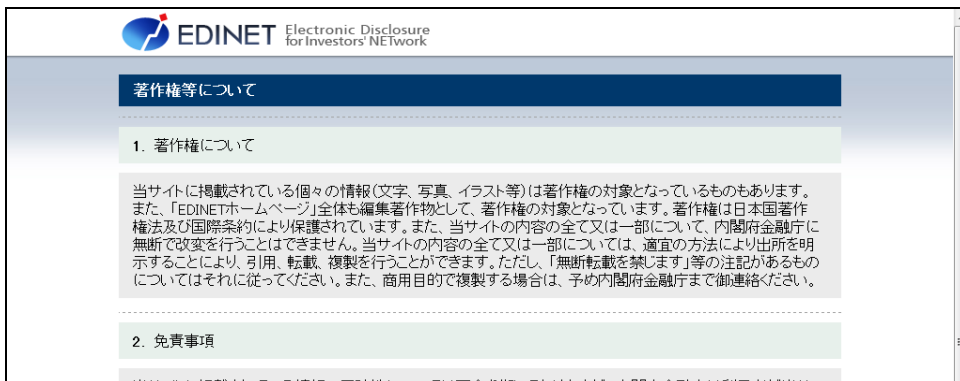 EDINET Electronic Disclosure
for Investors' NETwork
著作権等について
1. 著作権について
当サイトに掲載されている個々の情報(文字、写真、イラスト等)は著作権の対象となっているものもあります。
また、「EDINETホームページ」全体も編集著作物として、著作権の対象となっています。著作権は日本国著作
権法及び国際条約により保護されています。また、当サイトの内容の全て又は一部について、内閣府金融庁に
無断で改変を行うことはできません。当サイトの内容の全て又は一部については、適宜の方法により出所を明
示することにより、引用、転載、複製を行うことができます。ただし、「無断転載を禁じます」等の注記があるもの
についてはそれに従ってください。また、商用目的で複製する場合は、予め内閣府金融庁まで御連絡ください。
2. 免責事項